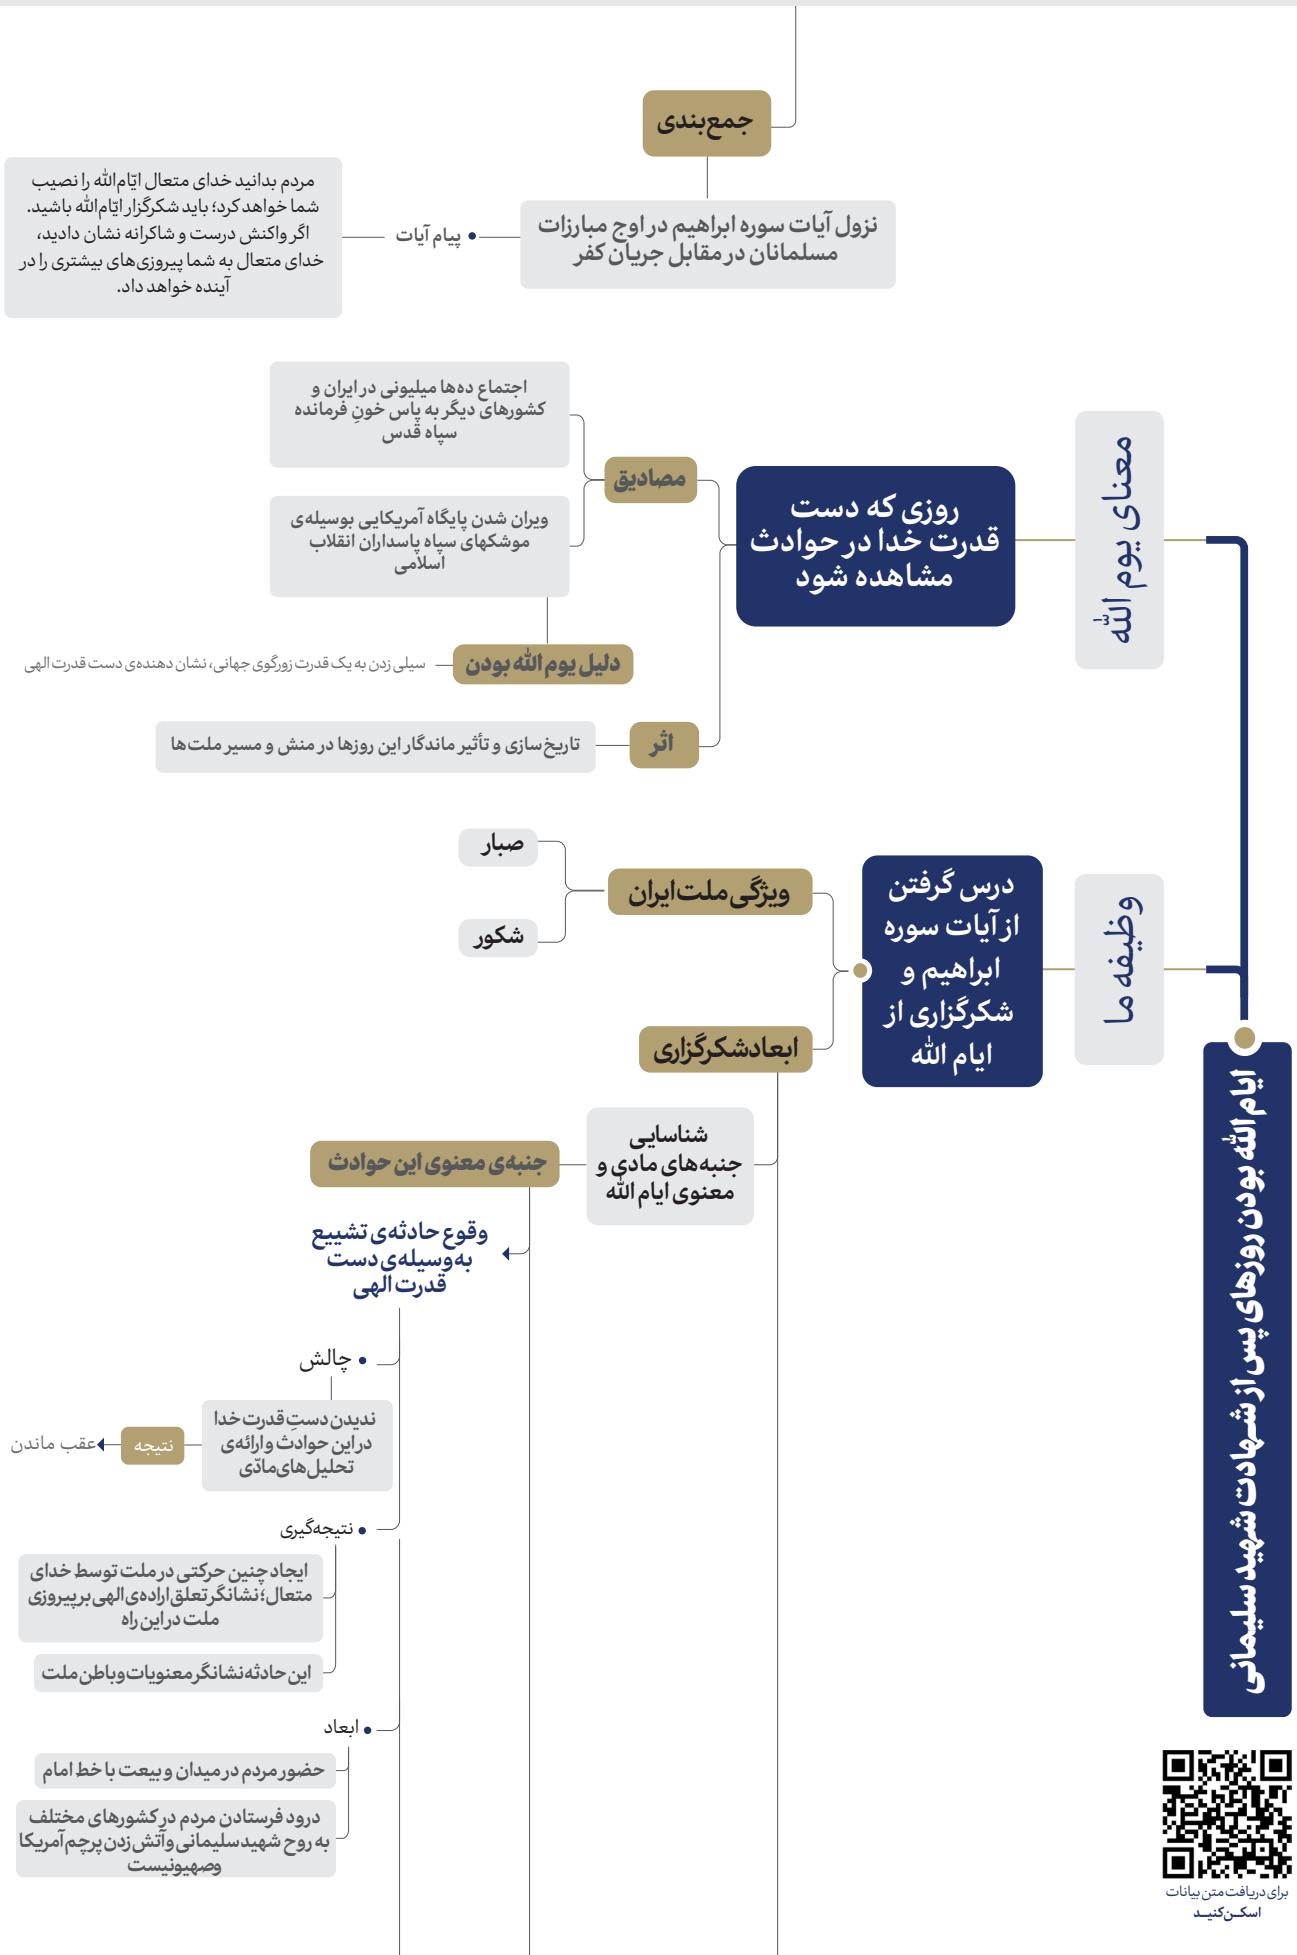 جمع‌بندی
نزول آیات سوره ابراهیم در اوج مبارزات
مسلمانان در مقابل جریان کفر
پیام آیات
مردم بدانید خدای متعال ایّام‌الله را نصیب
شما خواهد کرد؛ باید شکرگزار ایّام‌الله باشید.
اگر واکنش درست و شاکرانه نشان دادید،
خدای متعال به شما پیروزی‌های بیشتری را در
آینده خواهد داد.
ایام الله بودن روزهای پس از شهادت شهید سلیمانی
معنای یوم الله
روزی که دست
قدرت خدا در حوادث
مشاهده شود
مصادیق
اجتماع ده‌ها میلیونی در ایران و
کشورهای دیگر به پاس خونِ فرمانده
سپاه قدس
ویران شدن پایگاه آمریکایی بوسیله‌ی
موشکهای سپاه پاسداران انقلاب
اسلامی
دلیل یوم الله بودن
سیلی زدن به یک قدرت زورگوی جهانی، نشان دهنده‌ی دست قدرت الهی
اثر
تاریخ‌سازی و تأثیر ماندگار این روزها در منش و مسیر ملت‌ها
وظیفه ما
درس گرفتن
از آیات سوره
ابراهیم و
شکرگزاری از
ایام الله
ویژگی ملت ایران
صبار
شکور
ابعاد شکرگزاری
شناسایی
جنبه‌های مادی و
معنوی ایام الله
جنبه‌ی معنوی این حوادث
وقوع حادثه‌ی تشییع
به‌وسیله‌ی دست
قدرت الهی
چالش
ندیدن دستِ قدرت خدا
در این حوادث و ارائه‌ی
تحلیل‌های مادّی
نتیجه
عقب ماندن
نتیجه‌گیری
ایجاد چنین حرکتی در ملت توسط خدای
متعال؛ نشانگر تعلق اراده‌ی الهی بر پیروزی
ملت در این راه
این حادثه نشانگر معنویات و باطن ملت
ابعاد
حضور مردم در میدان و بیعت با خط امام
درود فرستادن مردم در کشورهای مختلف
به روح شهید سلیمانی و آتش زدن پرچم آمریکا
وصهیونیست
برای دریافت متن بیانات
اسکـن کنیـد